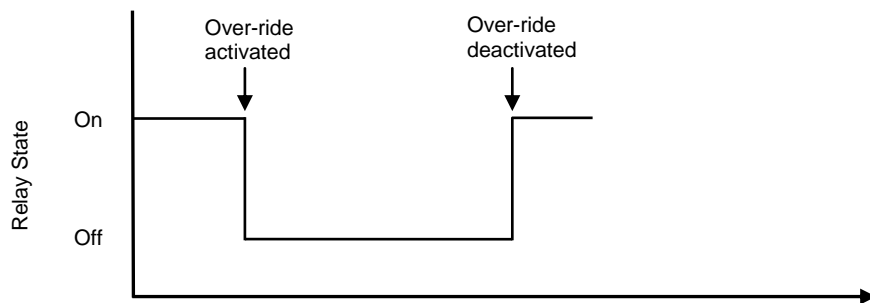 Over-ride
activated
Over-ride
deactivated
On
Relay State
Off